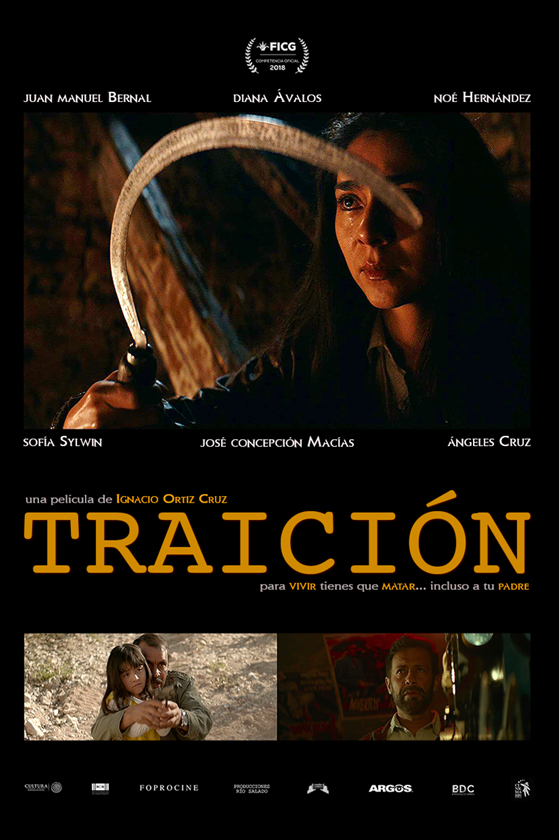 FICG
COMPETENCIA OFICIAL
2018
JUAN MANUEL BERNAL DIANA ÁVALOS NOÉ HERNÁNDEZ
SOFÍA SYLWIN JOSÉ CONCEPCIÓN MACÍAS ÁNGELES CRUZ
una película de IGNACIO ORTIZ CRUZ
TRAICIÓN
para VIVIR tienes que MATAR... incluso a tu PADRE
CULTURA FOPROCINE PRODUCCIONES RÍO SALADO ARGOS BDC